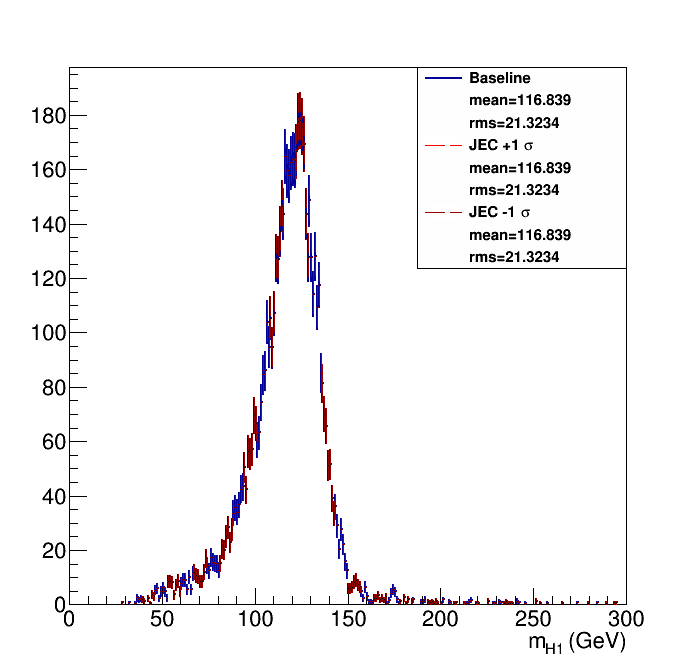 Baseline
mean=116.839
rms=21.3234
JEC +1 σ
mean=116.839
rms=21.3234
JEC -1 σ
mean=116.839
rms=21.3234
180
160
140
120
100
80
60
40
20
0
0 50 100 150 200 250 300
m_H1 (GeV)